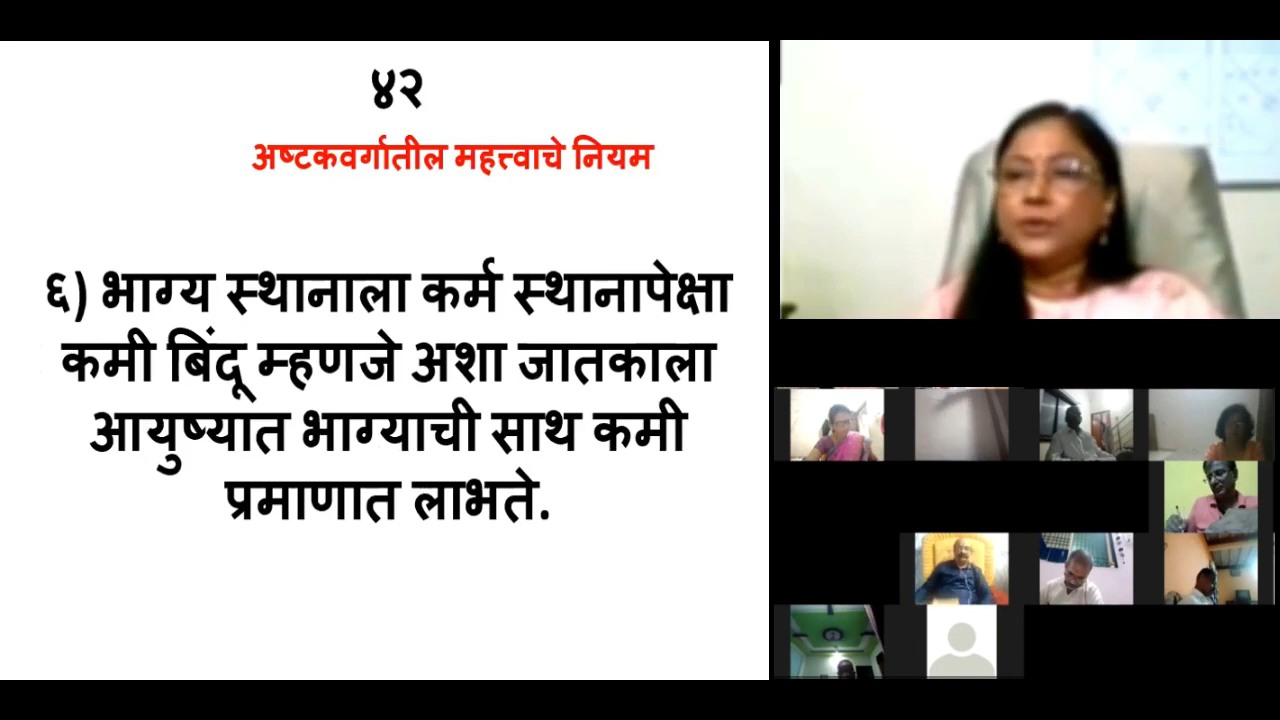 ४२
अष्टकवर्गातील महत्त्वाचे नियम
६) भाग्य स्थानाला कर्म स्थानापेक्षा
कमी बिंदू म्हणजे अशा जातकाला
आयुष्यात भाग्याची साथ कमी
प्रमाणात लाभते.